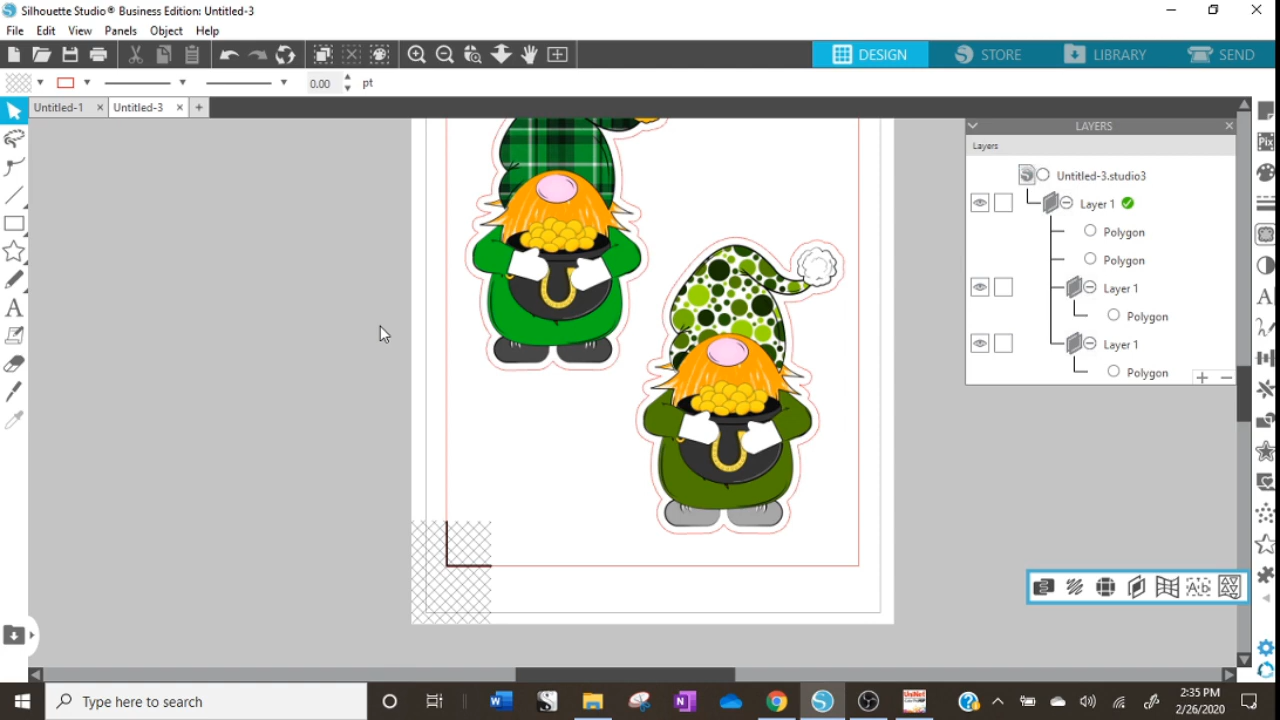 Silhouette Studio® Business Edition: Untitled-3
File Edit View Panels Object Help
DESIGN STORE LIBRARY SEND
0.00 pt
Untitled-1 Untitled-3
LAYERS
Layers
Untitled-3.studio3
Layer 1
Polygon
Polygon
Layer 1
Polygon
Layer 1
Polygon
Type here to search
2:35 PM
2/26/2020